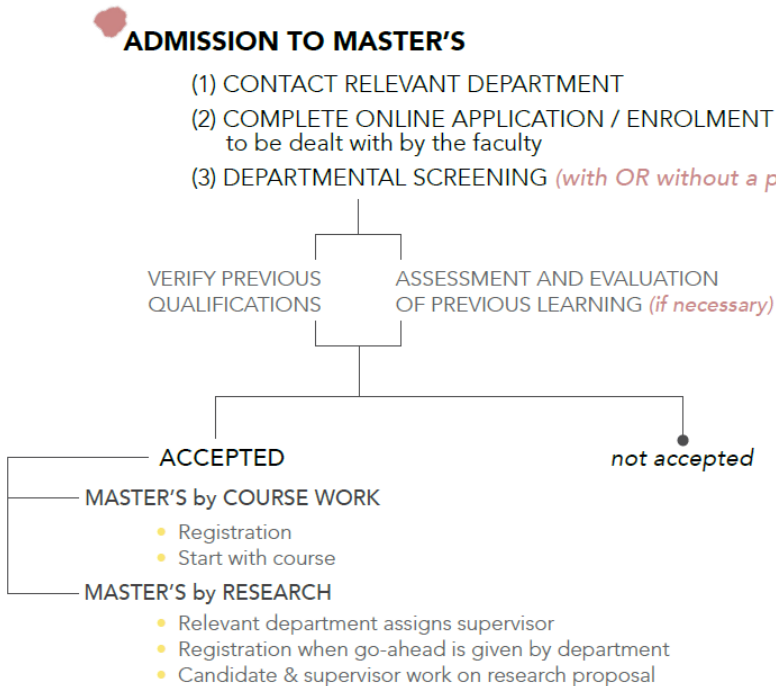 ADMISSION TO MASTER'S
(1) CONTACT RELEVANT DEPARTMENT
(2) COMPLETE ONLINE APPLICATION / ENROLMENT
to be dealt with by the faculty
(3) DEPARTMENTAL SCREENING (with OR without a
VERIFY PREVIOUS
QUALIFICATIONS
ASSESSMENT AND EVALUATION
OF PREVIOUS LEARNING (if necessary)
ACCEPTED
not accepted
MASTER'S by COURSE WORK
• Registration
• Start with course
MASTER'S by RESEARCH
• Relevant department assigns supervisor
• Registration when go-ahead is given by department
• Candidate & supervisor work on research proposal